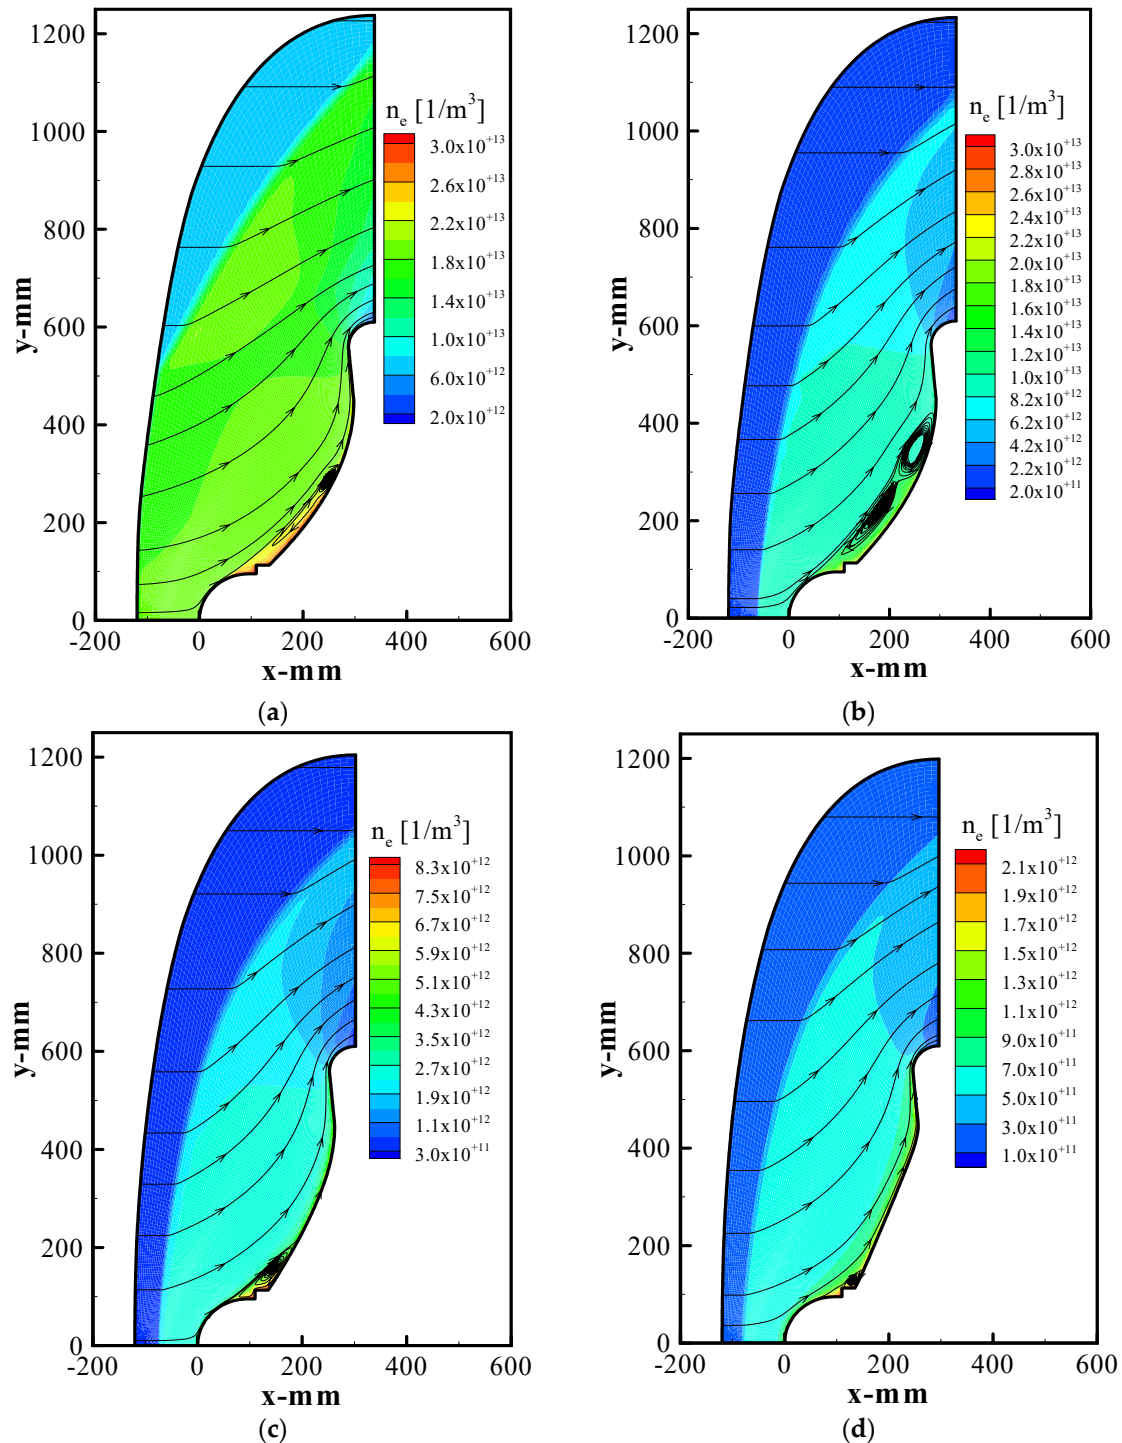 1200
1000
800
600
400
200
0
-200
0
200
400
600
y-mm
x-mm
nₑ [1/m³]
3.0x10⁺¹³
2.6x10⁺¹³
2.2x10⁺¹³
1.8x10⁺¹³
1.4x10⁺¹³
1.0x10⁺¹³
6.0x10⁺¹²
2.0x10⁺¹²
(a)
1200
1000
800
600
400
200
0
-200
0
200
400
600
y-mm
x-mm
nₑ [1/m³]
3.0x10⁺¹³
2.8x10⁺¹³
2.6x10⁺¹³
2.4x10⁺¹³
2.2x10⁺¹³
2.0x10⁺¹³
1.8x10⁺¹³
1.6x10⁺¹³
1.4x10⁺¹³
1.2x10⁺¹³
1.0x10⁺¹³
8.2x10⁺¹²
6.2x10⁺¹²
4.2x10⁺¹²
2.2x10⁺¹²
2.0x10⁺¹¹
(b)
1200
1000
800
600
400
200
0
-200
0
200
400
600
y-mm
x-mm
nₑ [1/m³]
8.3x10⁺¹²
7.5x10⁺¹²
6.7x10⁺¹²
5.9x10⁺¹²
5.1x10⁺¹²
4.3x10⁺¹²
3.5x10⁺¹²
2.7x10⁺¹²
1.9x10⁺¹²
1.1x10⁺¹²
3.0x10⁺¹¹
(c)
1200
1000
800
600
400
200
0
-200
0
200
400
600
y-mm
x-mm
nₑ [1/m³]
2.1x10⁺¹²
1.9x10⁺¹²
1.7x10⁺¹²
1.5x10⁺¹²
1.3x10⁺¹²
1.1x10⁺¹²
9.0x10⁺¹¹
7.0x10⁺¹¹
5.0x10⁺¹¹
3.0x10⁺¹¹
1.0x10⁺¹¹
(d)